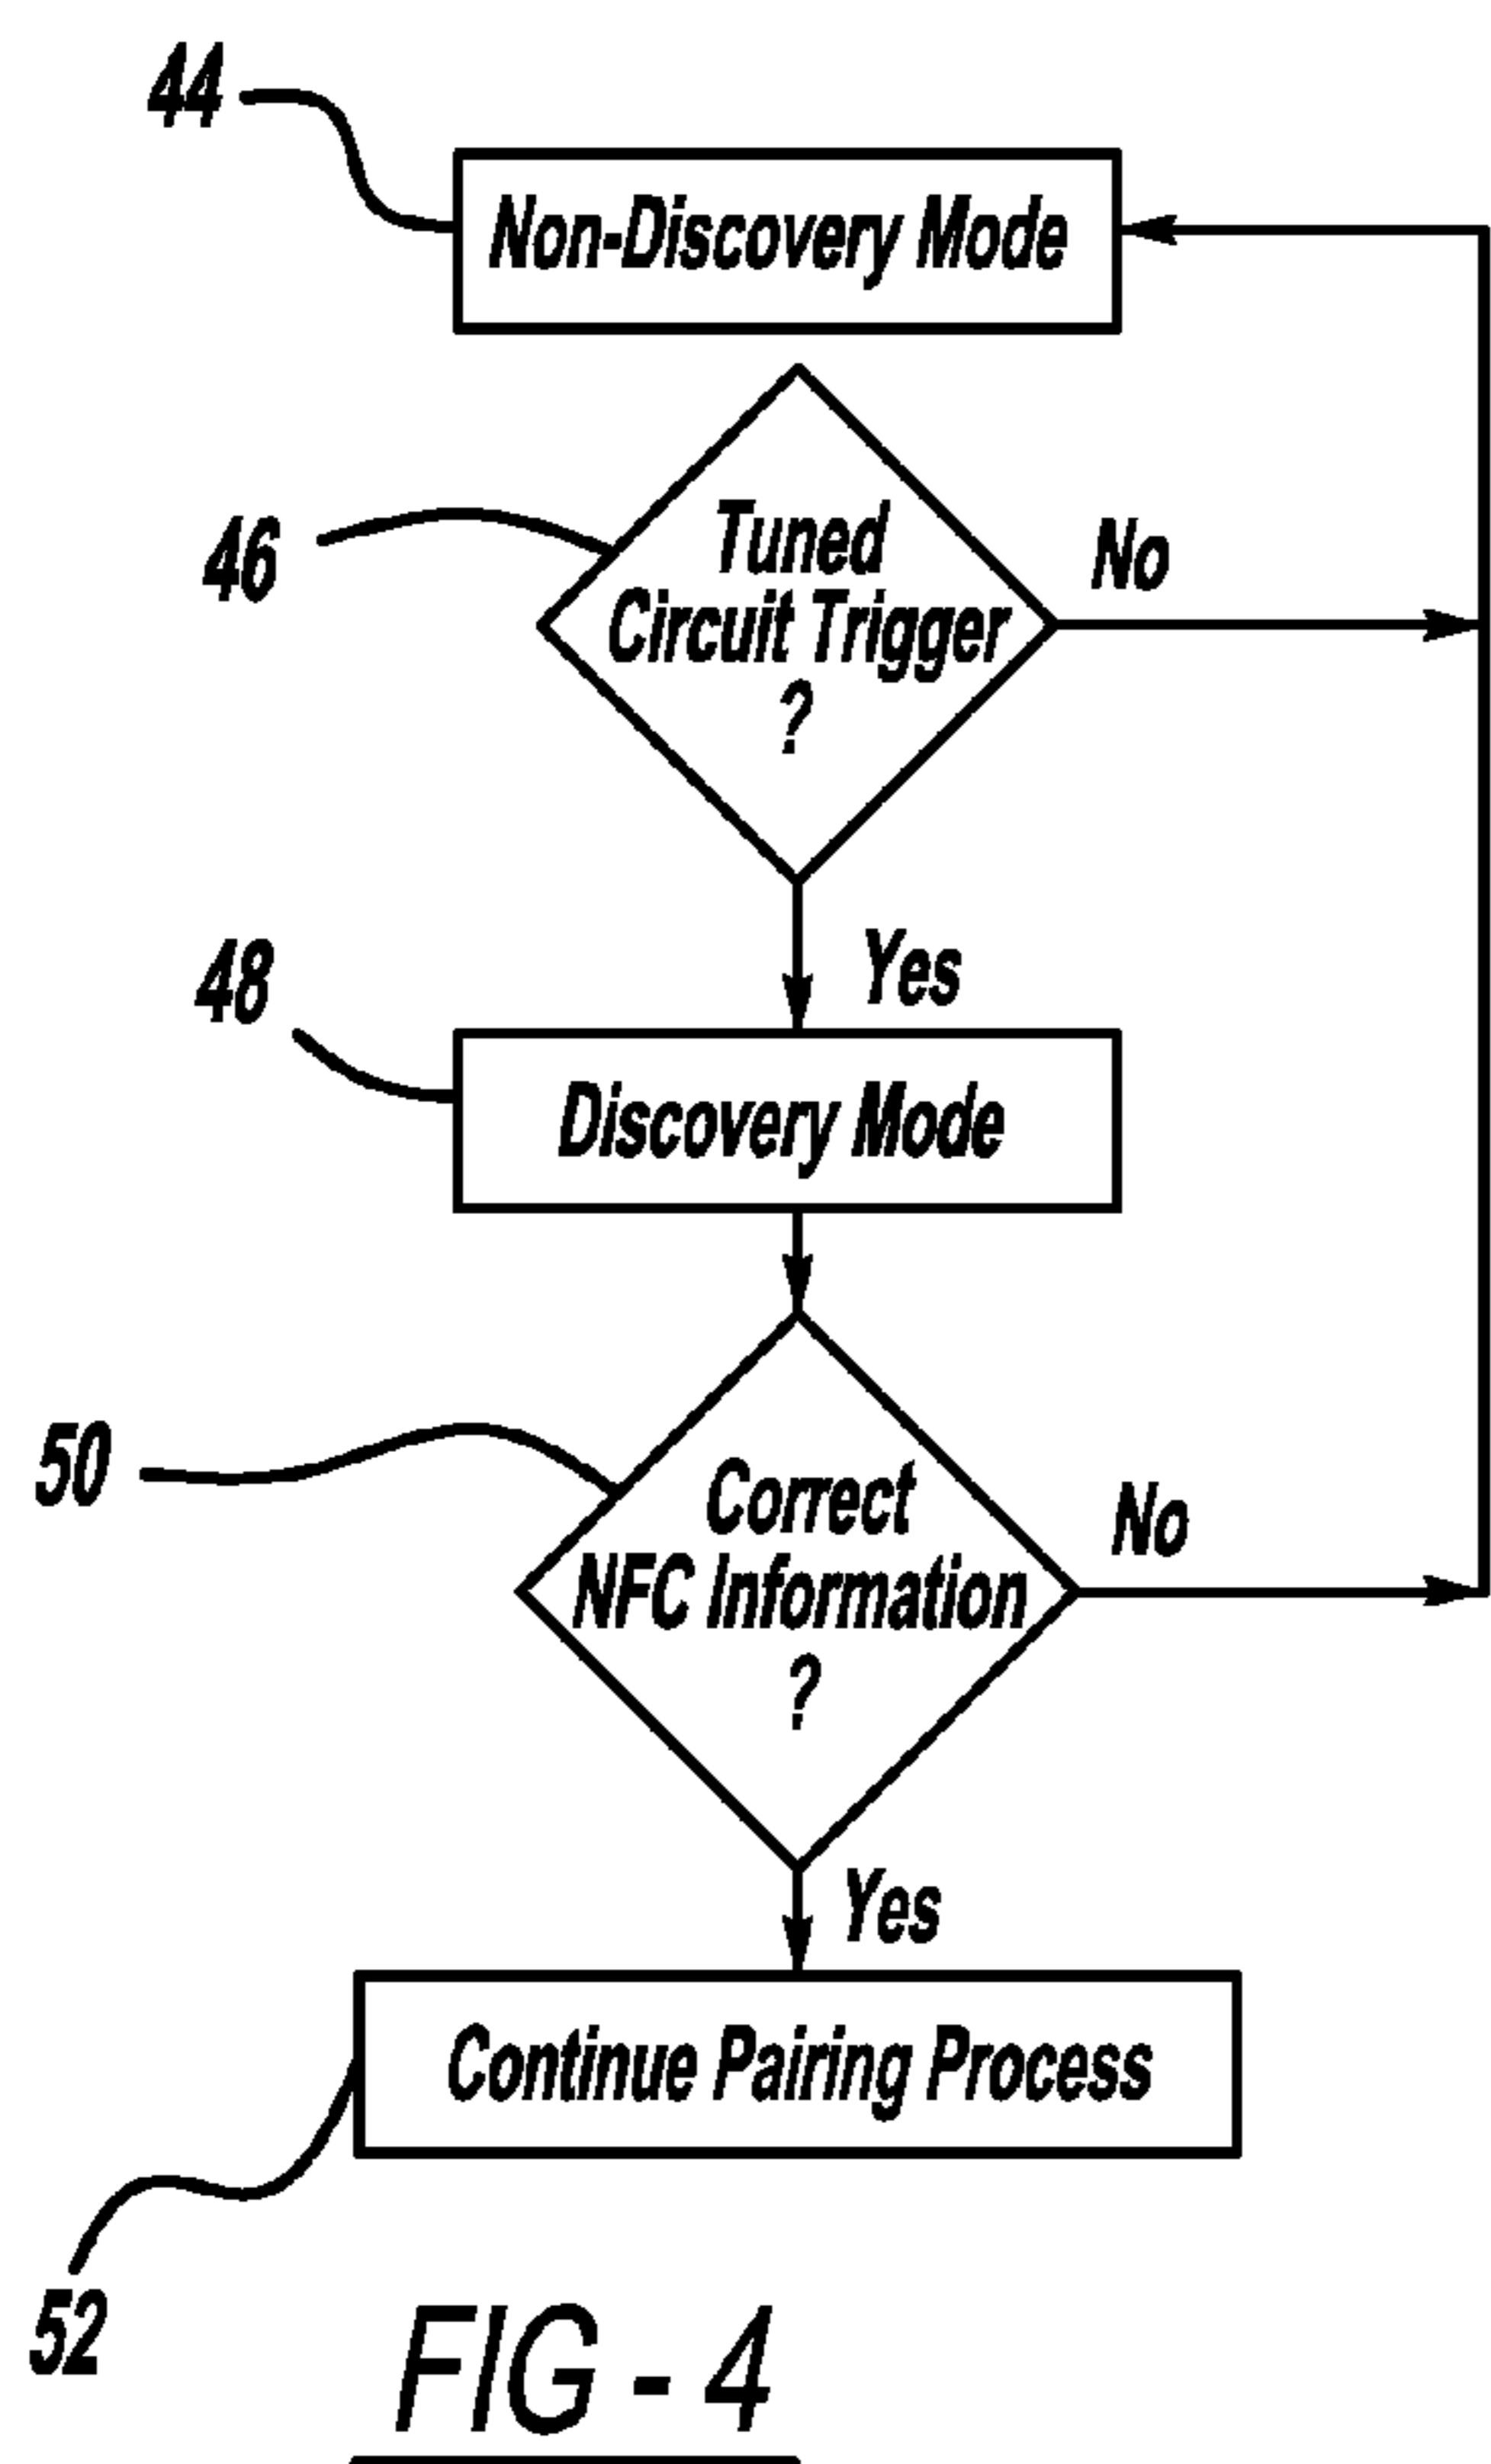 44
Non-Discovery Mode
46
Tuned
Circuit Trigger
?
No
Yes
48
Discovery Mode
50
Correct
NFC Information
?
No
Yes
Continue Pairing Process
52
FIG - 4